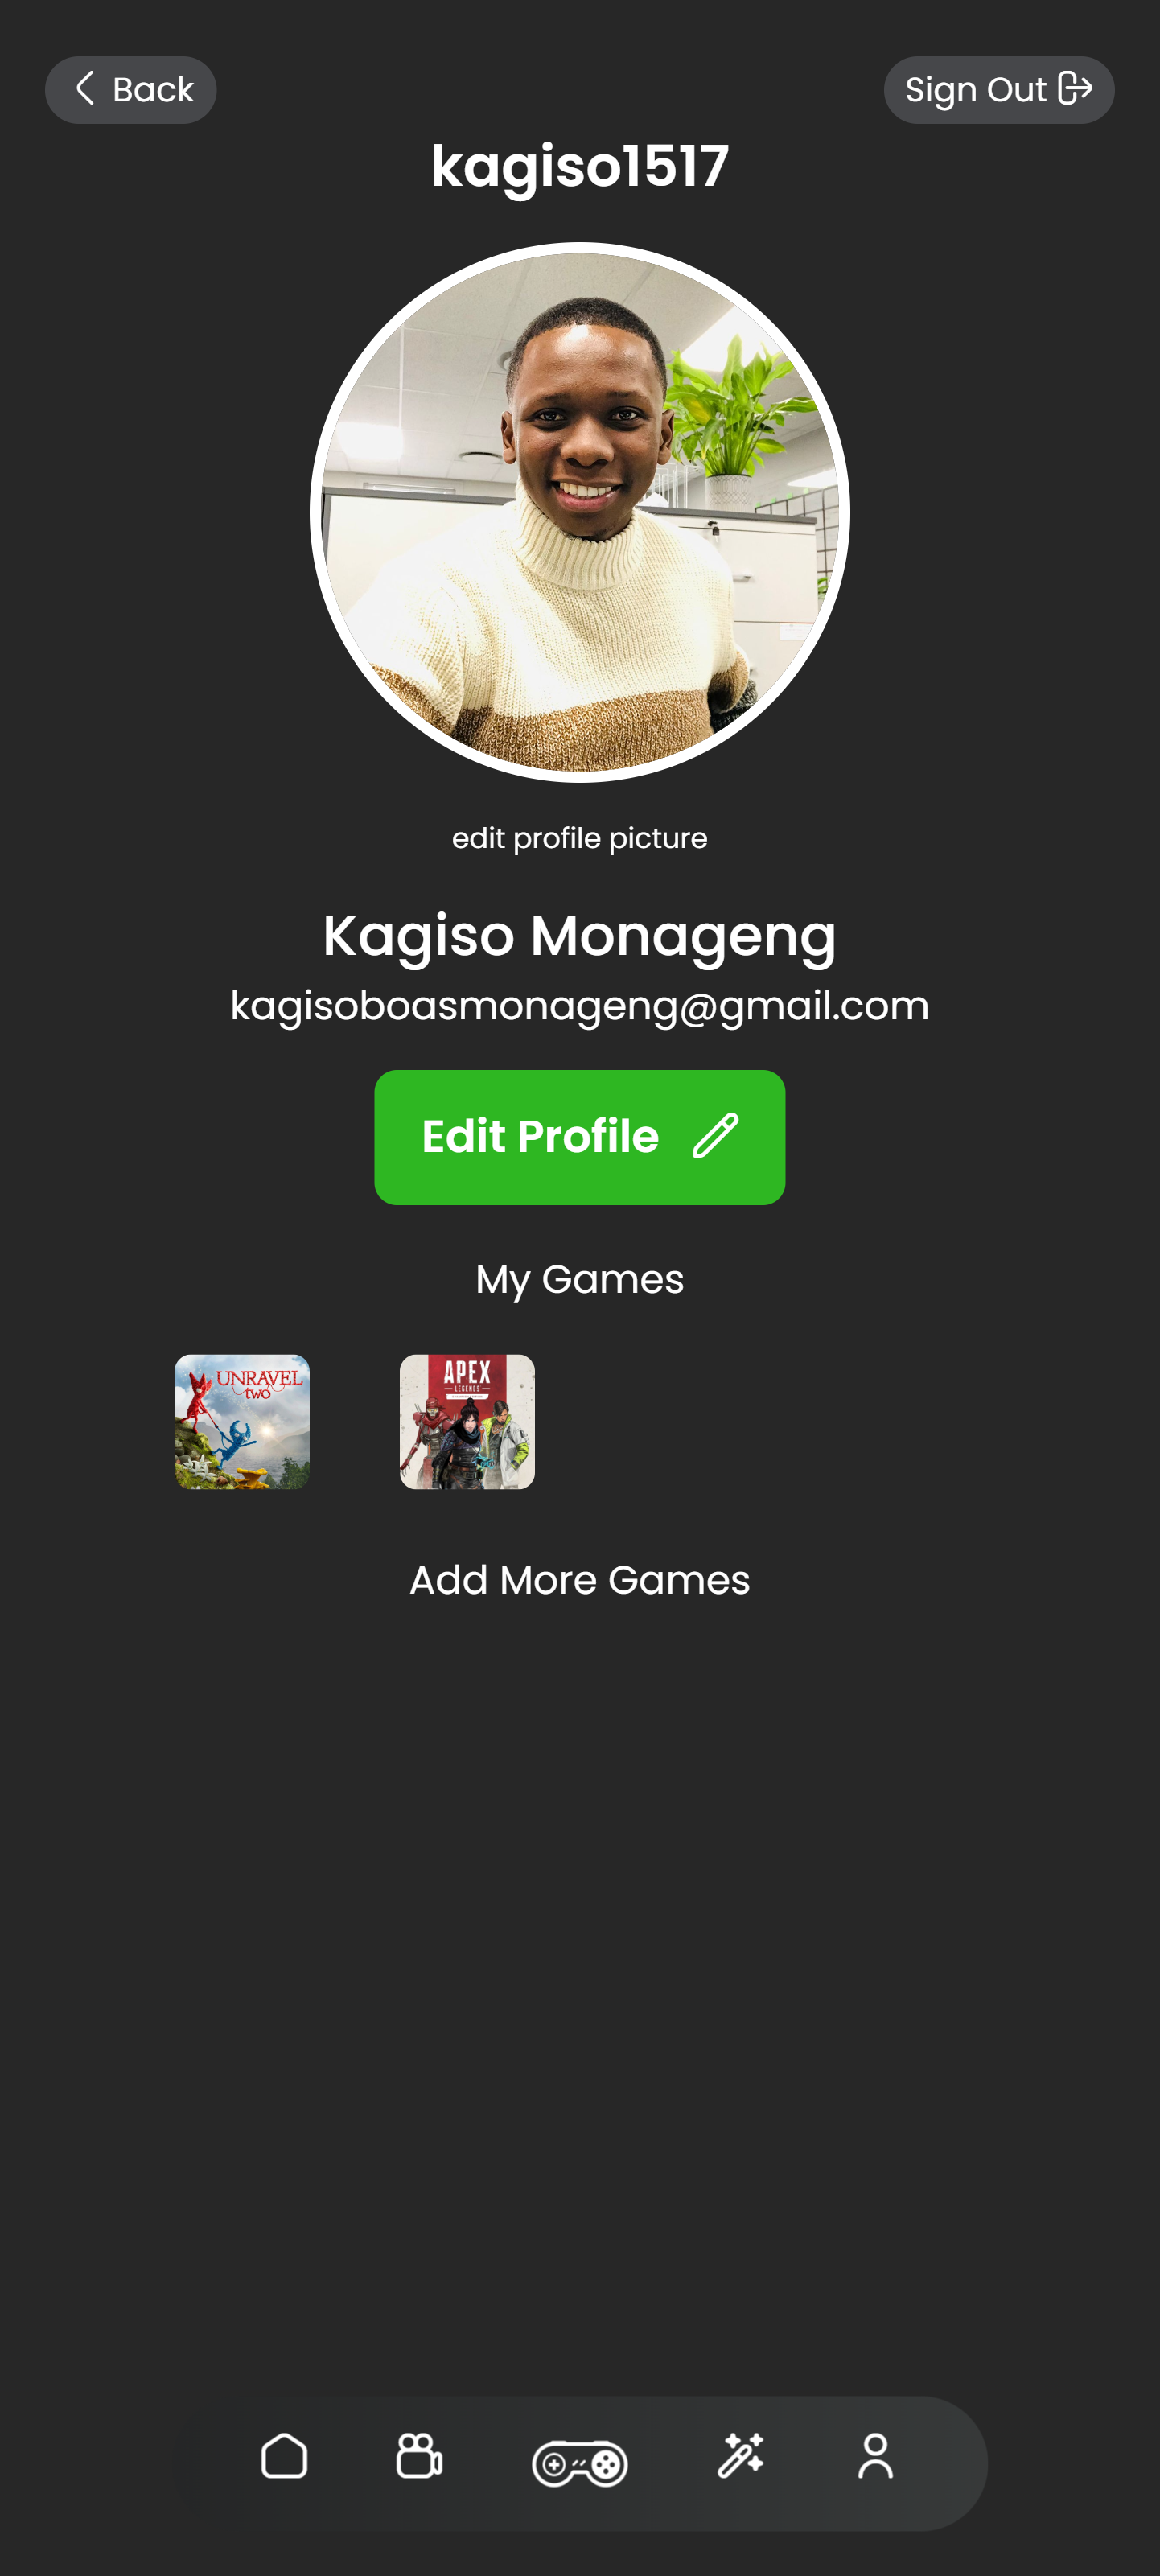 Back
Sign Out
kagiso1517
edit profile picture
Kagiso Monageng
kagisoboasmonageng@gmail.com
Edit Profile
My Games
UNRAVEL
two
APEX
LEGENDS
Add More Games